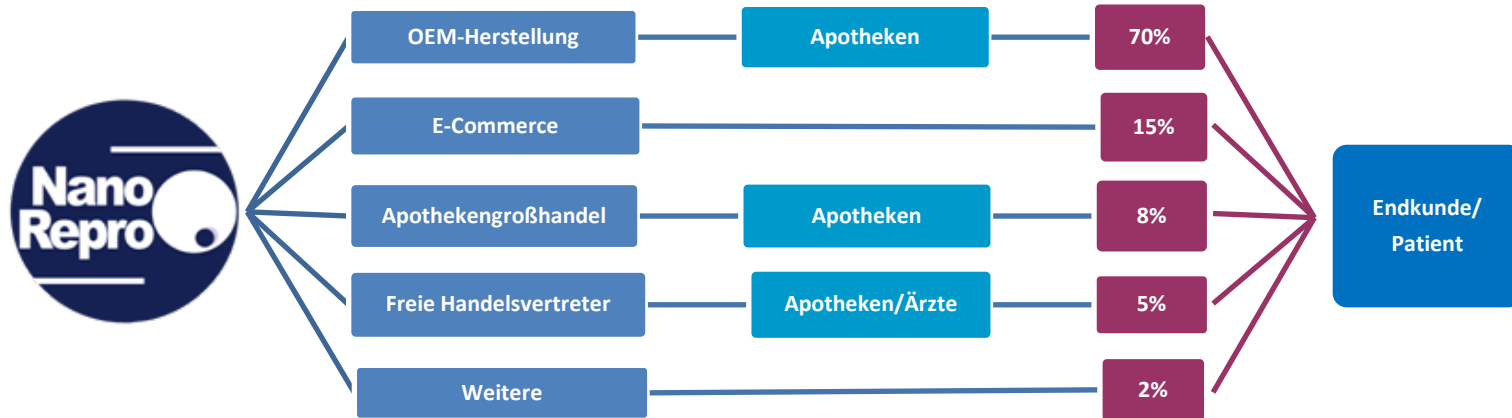 OEM-Herstellung Apotheken 70%
E-Commerce 15%
Nano
Repro
Apothekengroßhandel Apotheken 8%
Endkunde/
Patient
Freie Handelsvertreter Apotheken/Ärzte 5%
Weitere 2%